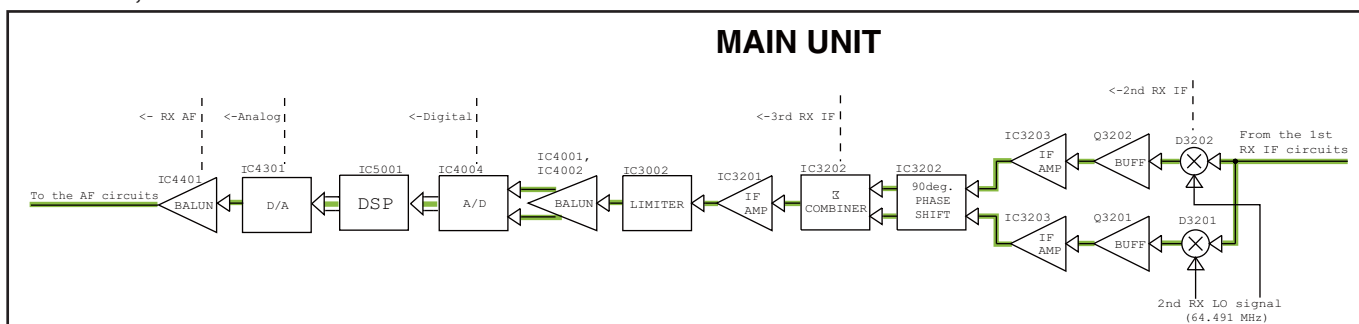 MAIN UNIT
<- RX AF
<-Analog
<-Digital
<-3rd RX IF
<-2nd RX IF
To the AF circuits
IC4401
BALUN
IC4301
D/A
IC5001
DSP
IC4004
A/D
IC4001,
IC4002
BALUN
IC3002
LIMITER
IC3201
IF
AMP
IC3202
Σ
COMBINER
IC3202
90deg.
PHASE
SHIFT
IC3203
IF
AMP
Q3202
BUFF
D3202
From the 1st
RX IF circuits
IC3203
IF
AMP
Q3201
BUFF
D3201
2nd RX LO signal
(64.491 MHz)